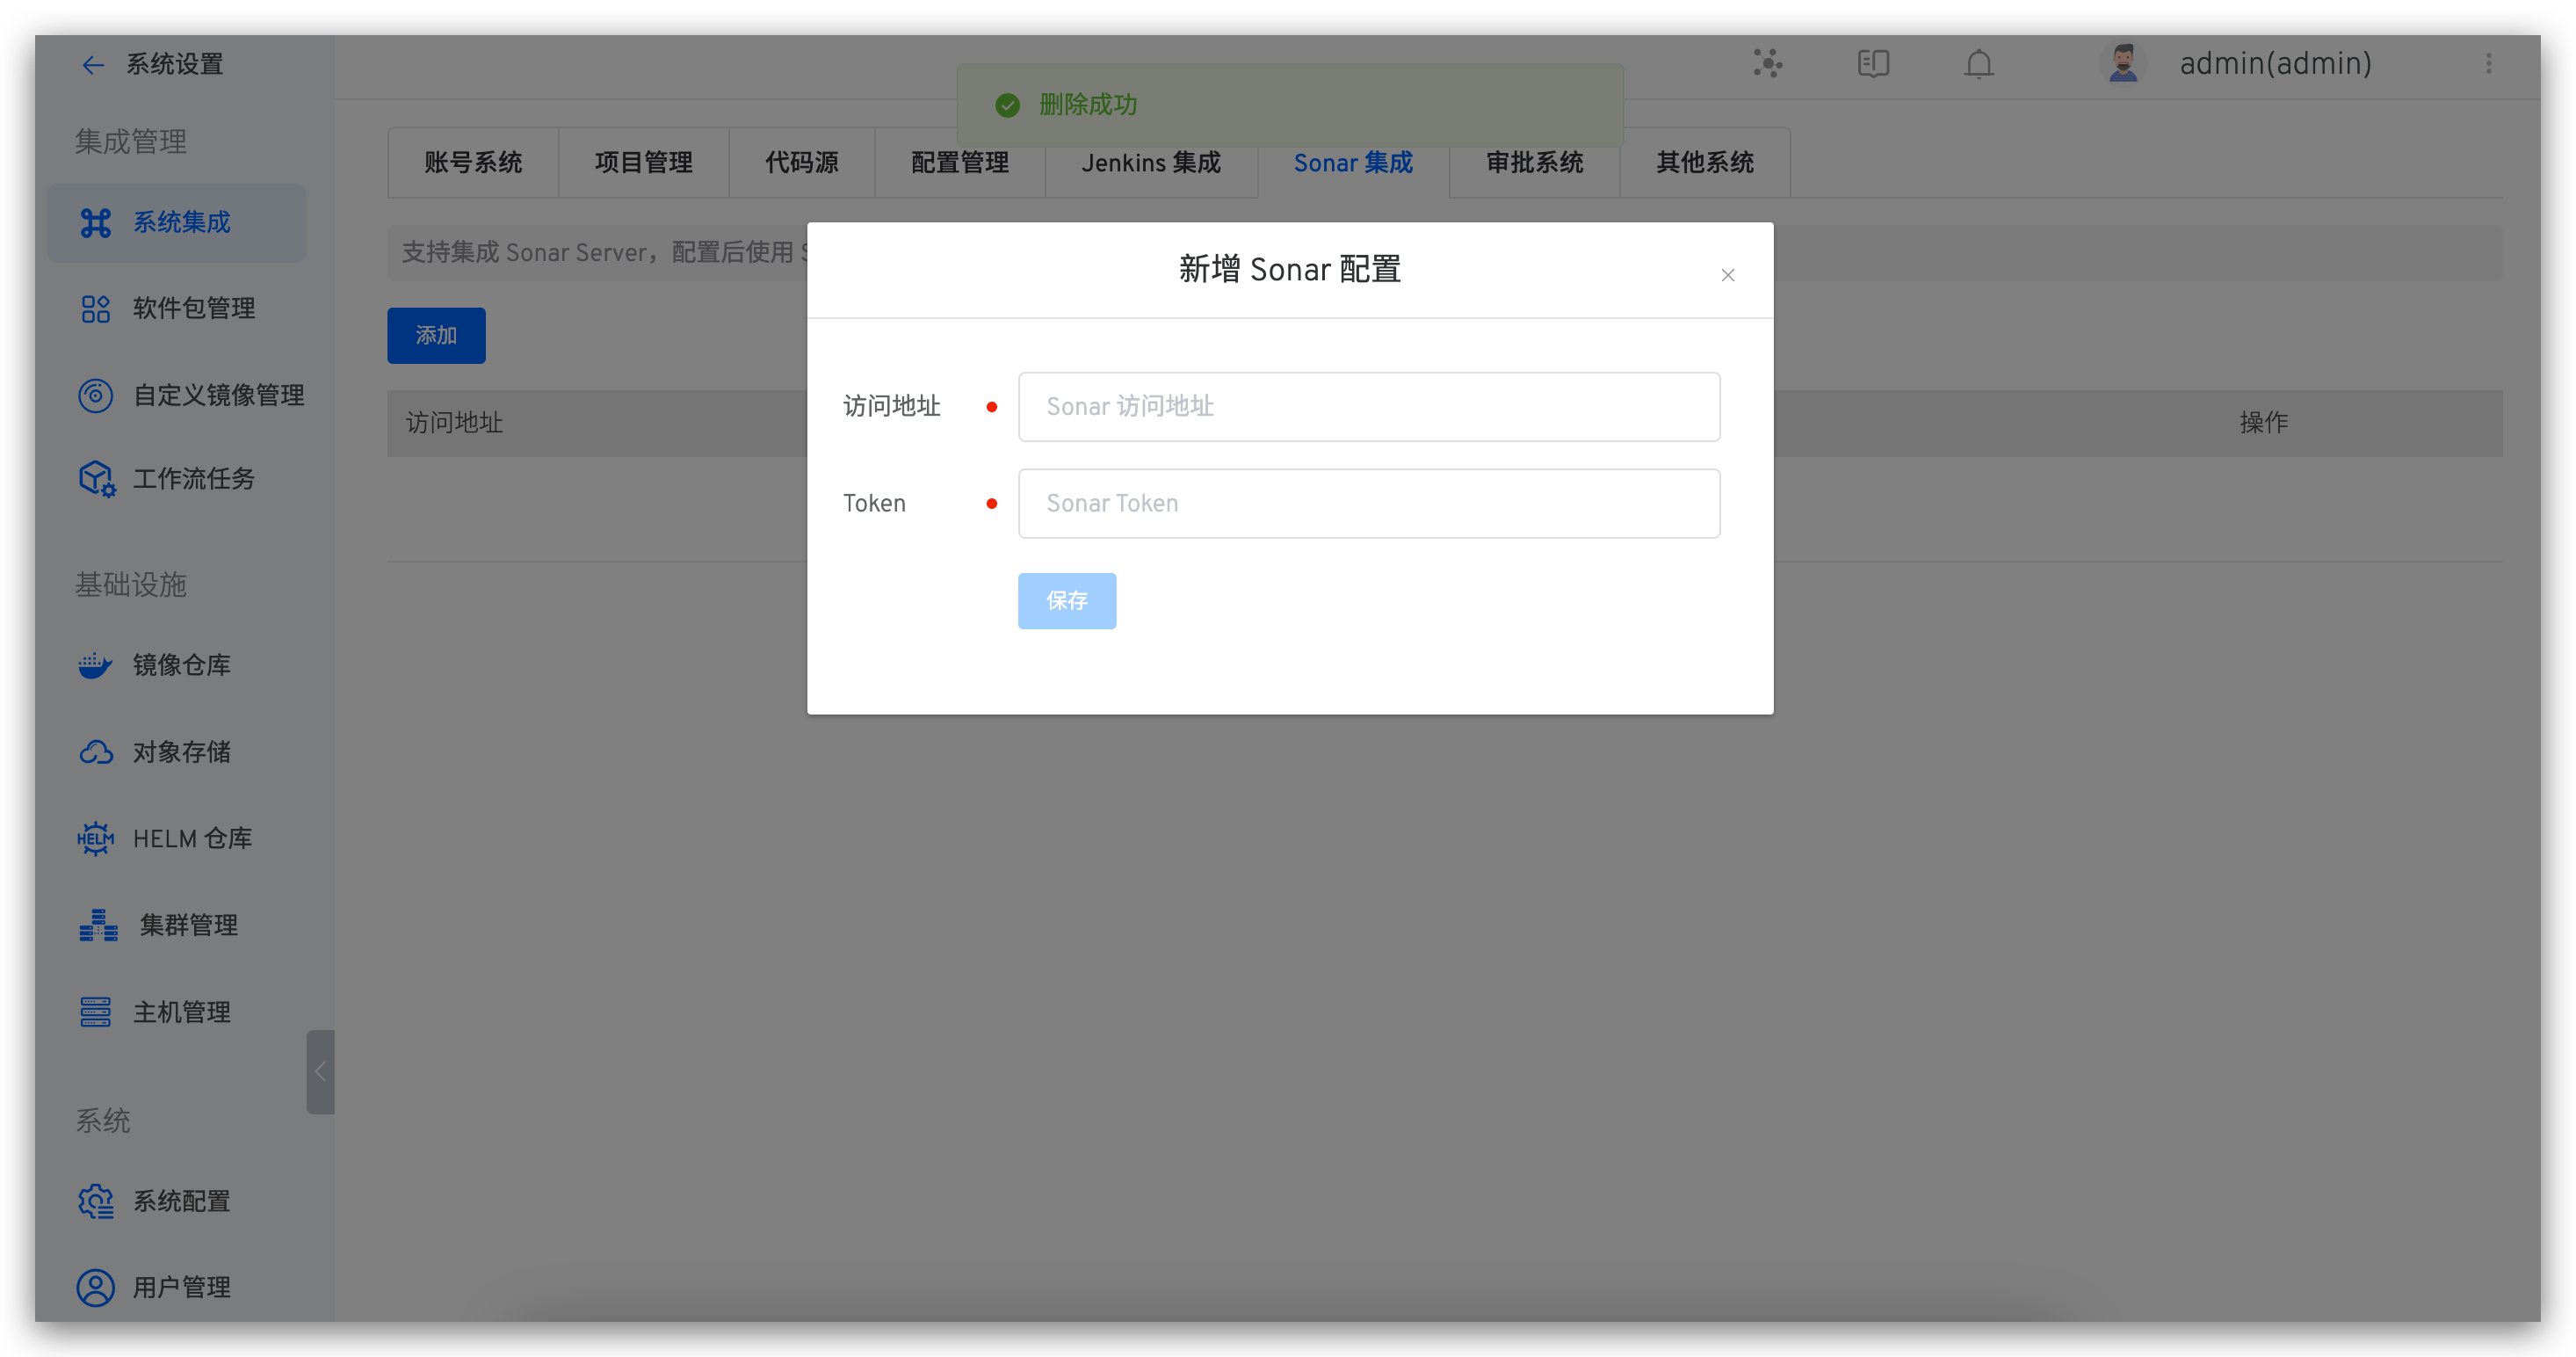 系统设置
admin(admin)
删除成功
集成管理
系统集成
软件包管理
自定义镜像管理
工作流任务
基础设施
镜像仓库
对象存储
HELM
HELM 仓库
集群管理
主机管理
系统
系统配置
用户管理
账号系统
项目管理
代码源
配置管理
Jenkins 集成
Sonar 集成
审批系统
其他系统
支持集成 Sonar Server，配置后使用
添加
访问地址
操作
新增 Sonar 配置
访问地址
Sonar 访问地址
Token
Sonar Token
保存